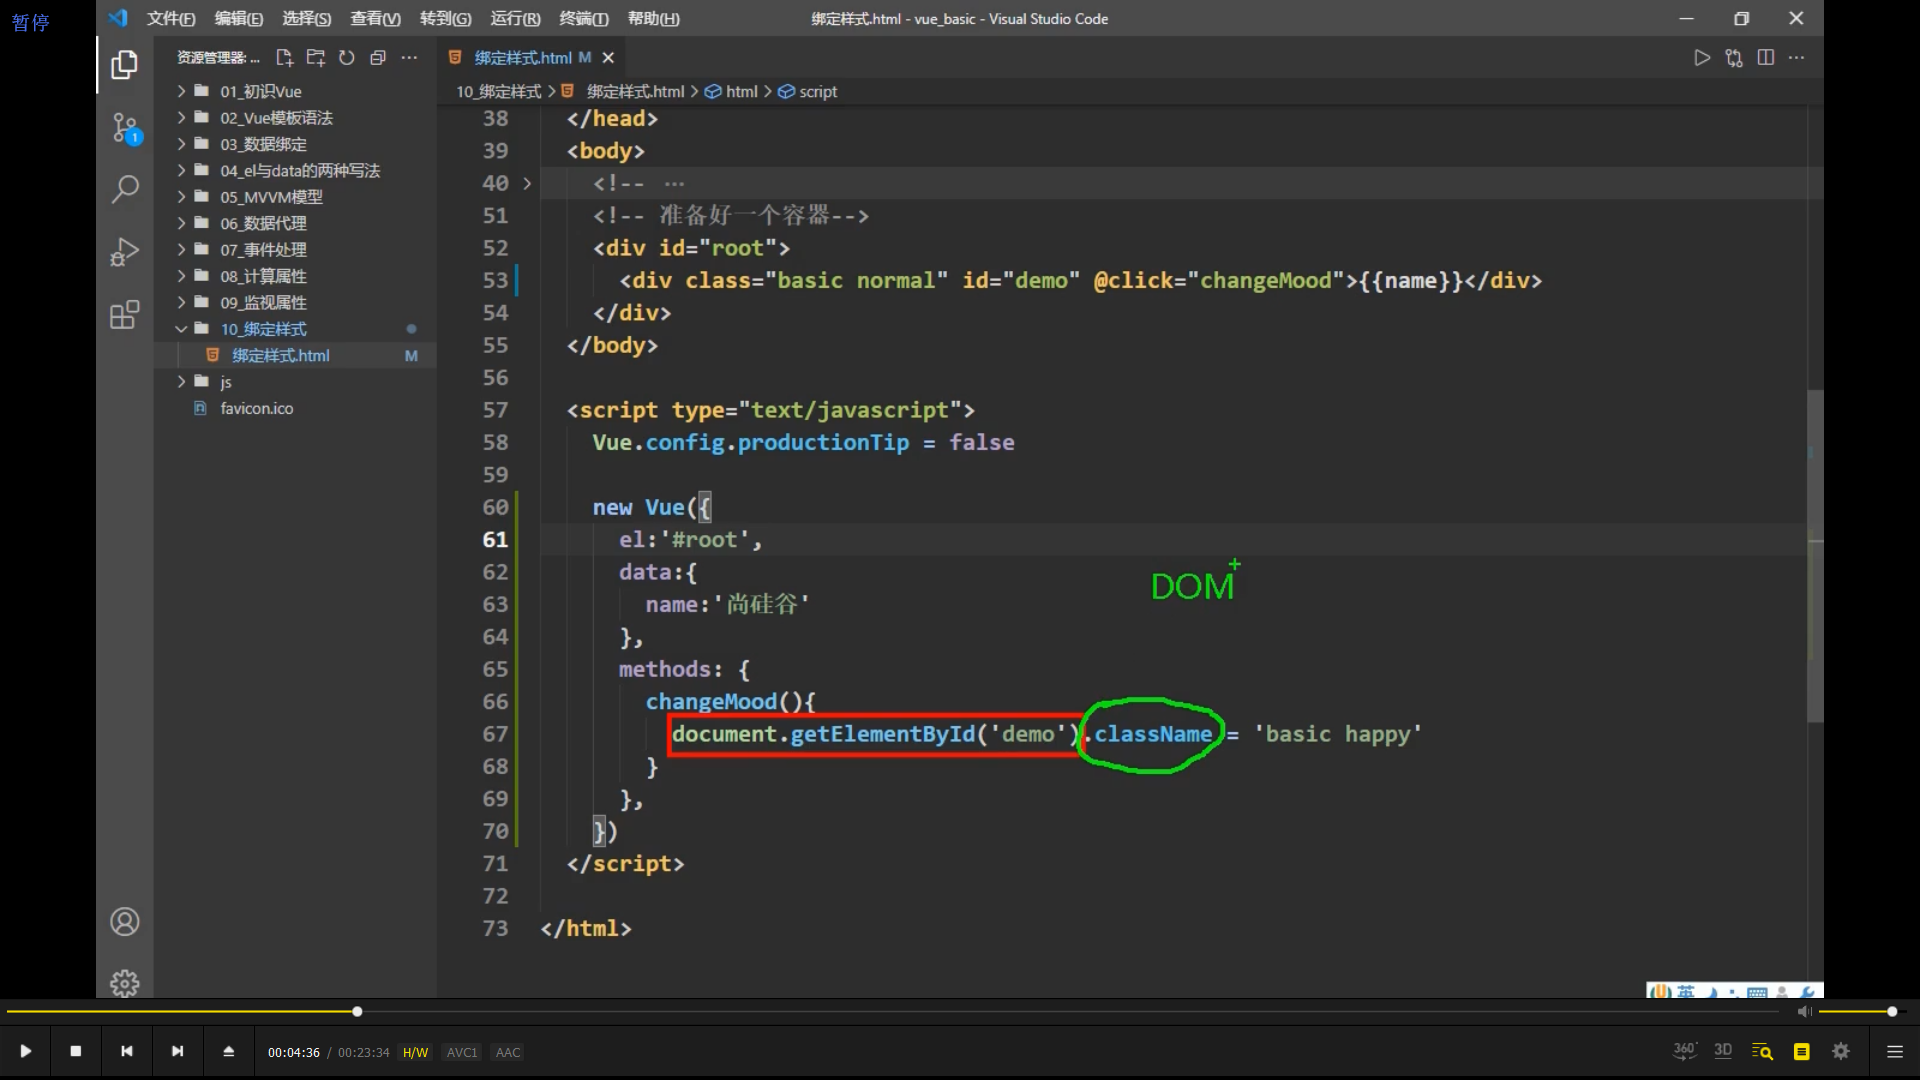 暂停
文件(F) 编辑(E) 选择(S) 查看(V) 转到(G) 运行(R) 终端(T) 帮助(H)
绑定样式.html - vue_basic - Visual Studio Code
资源管理器: ...
绑定样式.html M
01_初识Vue
02_Vue模板语法
03_数据绑定
04_el与data的两种写法
05_MVVM模型
06_数据代理
07_事件处理
08_计算属性
09_监视属性
10_绑定样式
绑定样式.html M
js
favicon.ico
1
10_绑定样式 > 绑定样式.html > html > script
38 </head>
39 <body>
40 <!-- ...
51 <!-- 准备好一个容器-->
52 <div id="root">
53 <div class="basic normal" id="demo" @click="changeMood">{{name}}</div>
54 </div>
55 </body>
56
57 <script type="text/javascript">
58 Vue.config.productionTip = false
59
60 new Vue({
61 el:'#root',
62 data:{
63 name:'尚硅谷'
64 },
65 methods: {
66 changeMood(){
67 document.getElementById('demo').className = 'basic happy'
68 }
69 },
70 })
71 </script>
72
73 </html>
DOM
英
00:04:36 / 00:23:34 H/W AVC1 AAC
360° 3D